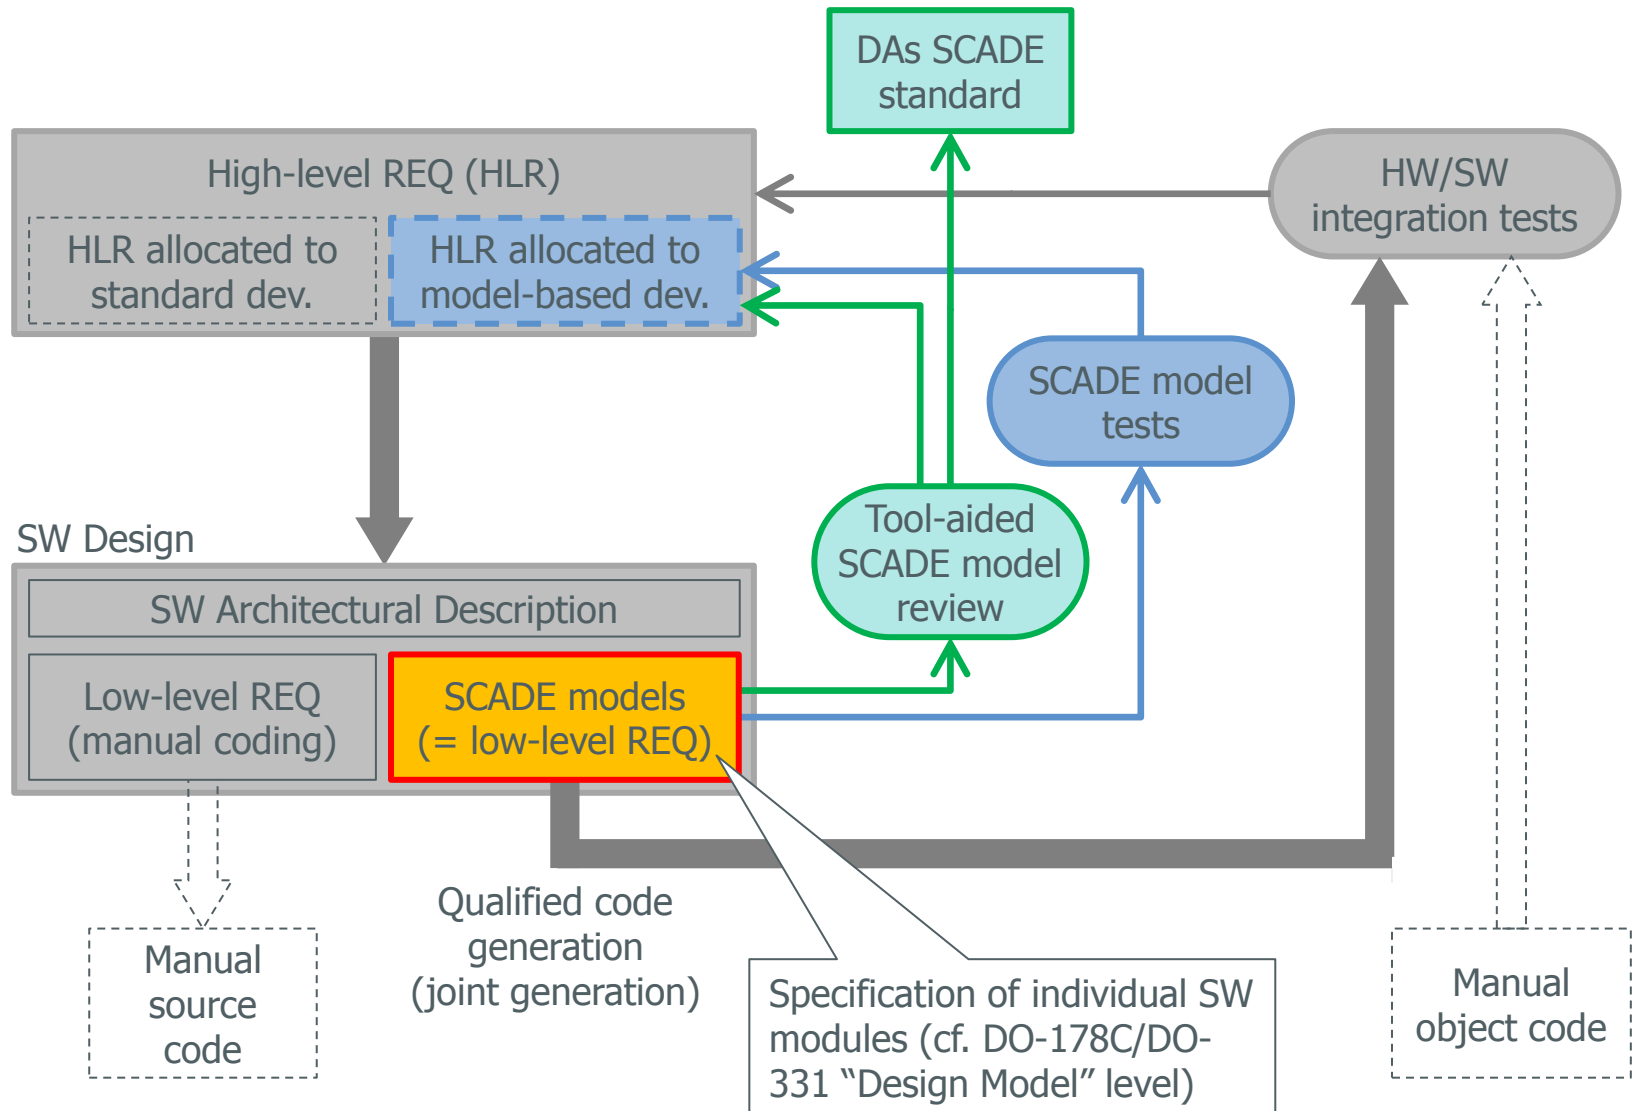 DAs SCADE
standard
High-level REQ (HLR)
HW/SW
integration tests
HLR allocated to
standard dev.
HLR allocated to
model-based dev.
SCADE model
tests
Tool-aided
SCADE model
review
SW Design
SW Architectural Description
Low-level REQ
(manual coding)
SCADE models
(= low-level REQ)
Qualified code
generation
(joint generation)
Manual
source
code
Specification of individual SW
modules (cf. DO-178C/DO-
331 “Design Model” level)
Manual
object code